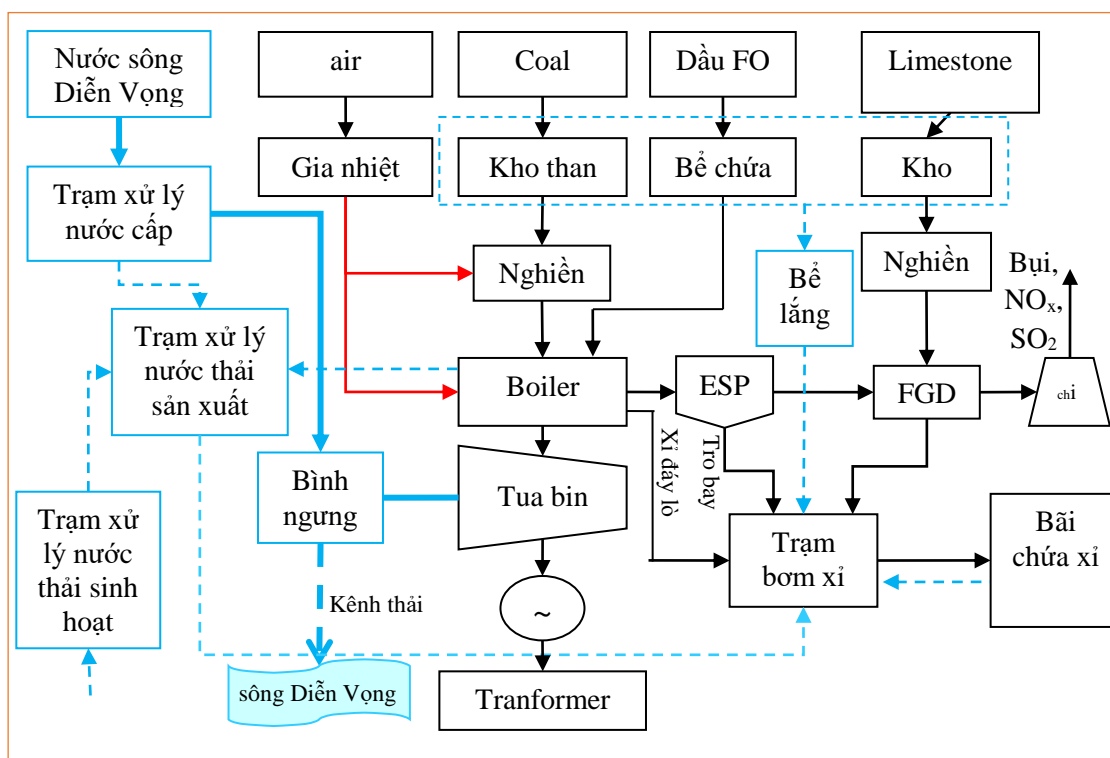 Nước sông
Diễn Vọng
air
Coal
Dầu FO
Limestone
Trạm xử lý
nước cấp
Gia nhiệt
Kho than
Bể chứa
Kho
Nghiền
Bể
lắng
Nghiền
Bụi,
NOx,
SO2
Trạm xử lý
nước thải
sản xuất
Boiler
ESP
FGD
chỉ
Xỉ đáy lò
Tro bay
Bình
ngưng
Tua bin
Trạm xử
lý nước
thải sinh
hoạt
Trạm
bơm xỉ
Bãi
chứa xỉ
Kênh thải
~
sông Diễn Vọng
Tranformer